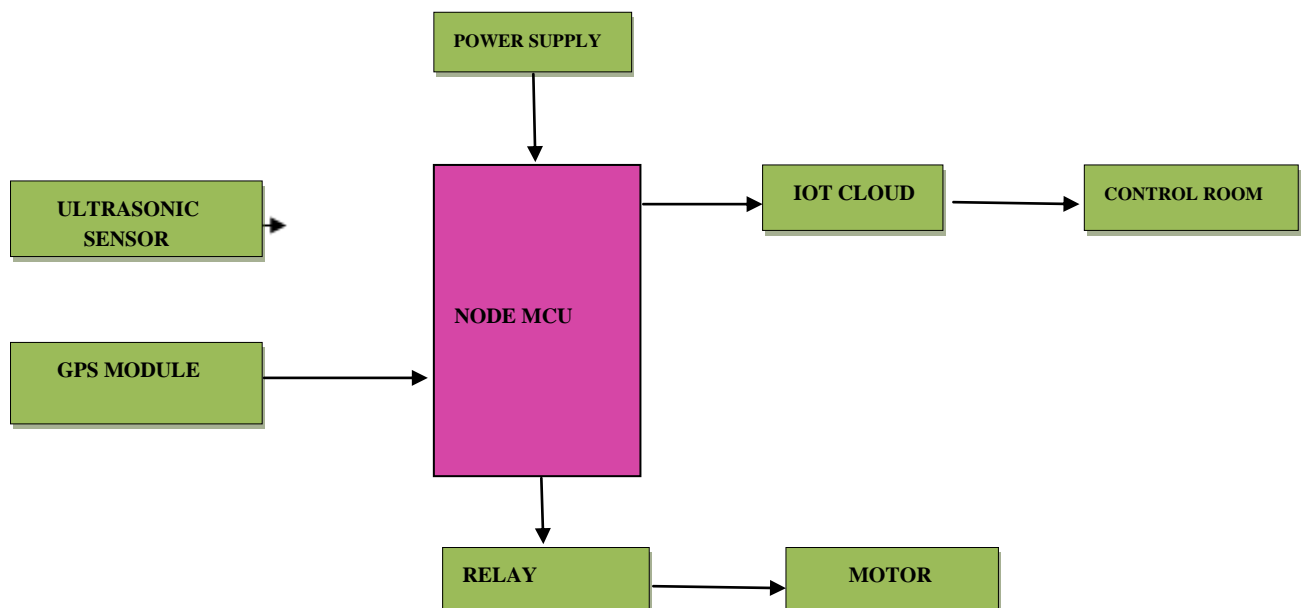 POWER SUPPLY
ULTRASONIC
SENSOR
IOT CLOUD
CONTROL ROOM
NODE MCU
GPS MODULE
RELAY
MOTOR